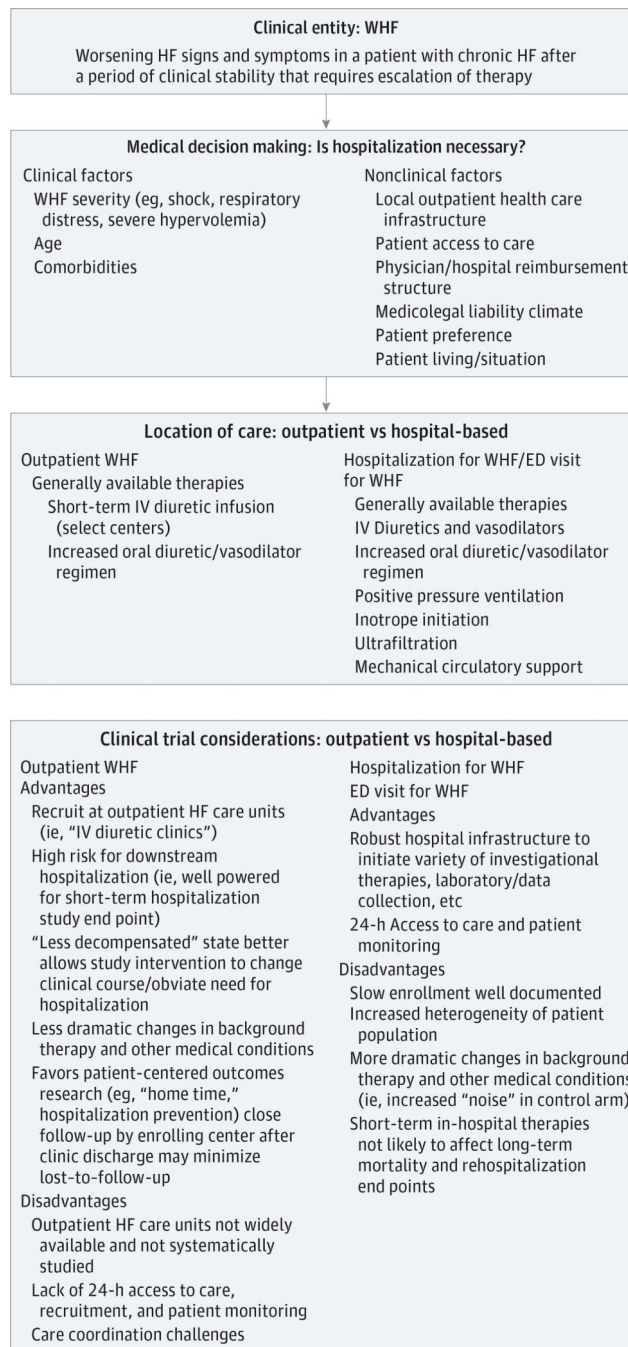 Clinical entity: WHF
Worsening HF signs and symptoms in a patient with chronic HF after
a period of clinical stability that requires escalation of therapy
Medical decision making: Is hospitalization necessary?
Clinical factors
WHF severity (eg, shock, respiratory
distress, severe hypervolemia)
Age
Comorbidities
Nonclinical factors
Local outpatient health care
infrastructure
Patient access to care
Physician/hospital reimbursement
structure
Medicolegal liability climate
Patient preference
Patient living/situation
Location of care: outpatient vs hospital-based
Outpatient WHF
Generally available therapies
Short-term IV diuretic infusion
(select centers)
Increased oral diuretic/vasodilator
regimen
Hospitalization for WHF/ED visit
for WHF
Generally available therapies
IV Diuretics and vasodilators
Increased oral diuretic/vasodilator
regimen
Positive pressure ventilation
Inotrope initiation
Ultrafiltration
Mechanical circulatory support
Clinical trial considerations: outpatient vs hospital-based
Outpatient WHF
Advantages
Recruit at outpatient HF care units
(ie, “IV diuretic clinics”)
High risk for downstream
hospitalization (ie, well powered
for short-term hospitalization
study end point)
“Less decompensated” state better
allows study intervention to change
clinical course/obviate need for
hospitalization
Less dramatic changes in background
therapy and other medical conditions
Favors patient-centered outcomes
research (eg, “home time,”
hospitalization prevention) close
follow-up by enrolling center after
clinic discharge may minimize
lost-to-follow-up
Disadvantages
Outpatient HF care units not widely
available and not systematically
studied
Lack of 24-h access to care,
recruitment, and patient monitoring
Care coordination challenges
Hospitalization for WHF
ED visit for WHF
Advantages
Robust hospital infrastructure to
initiate variety of investigational
therapies, laboratory/data
collection, etc
24-h Access to care and patient
monitoring
Disadvantages
Slow enrollment well documented
Increased heterogeneity of patient
population
More dramatic changes in background
therapy and other medical conditions
(ie, increased “noise” in control arm)
Short-term in-hospital therapies
not likely to affect long-term
mortality and rehospitalization
end points